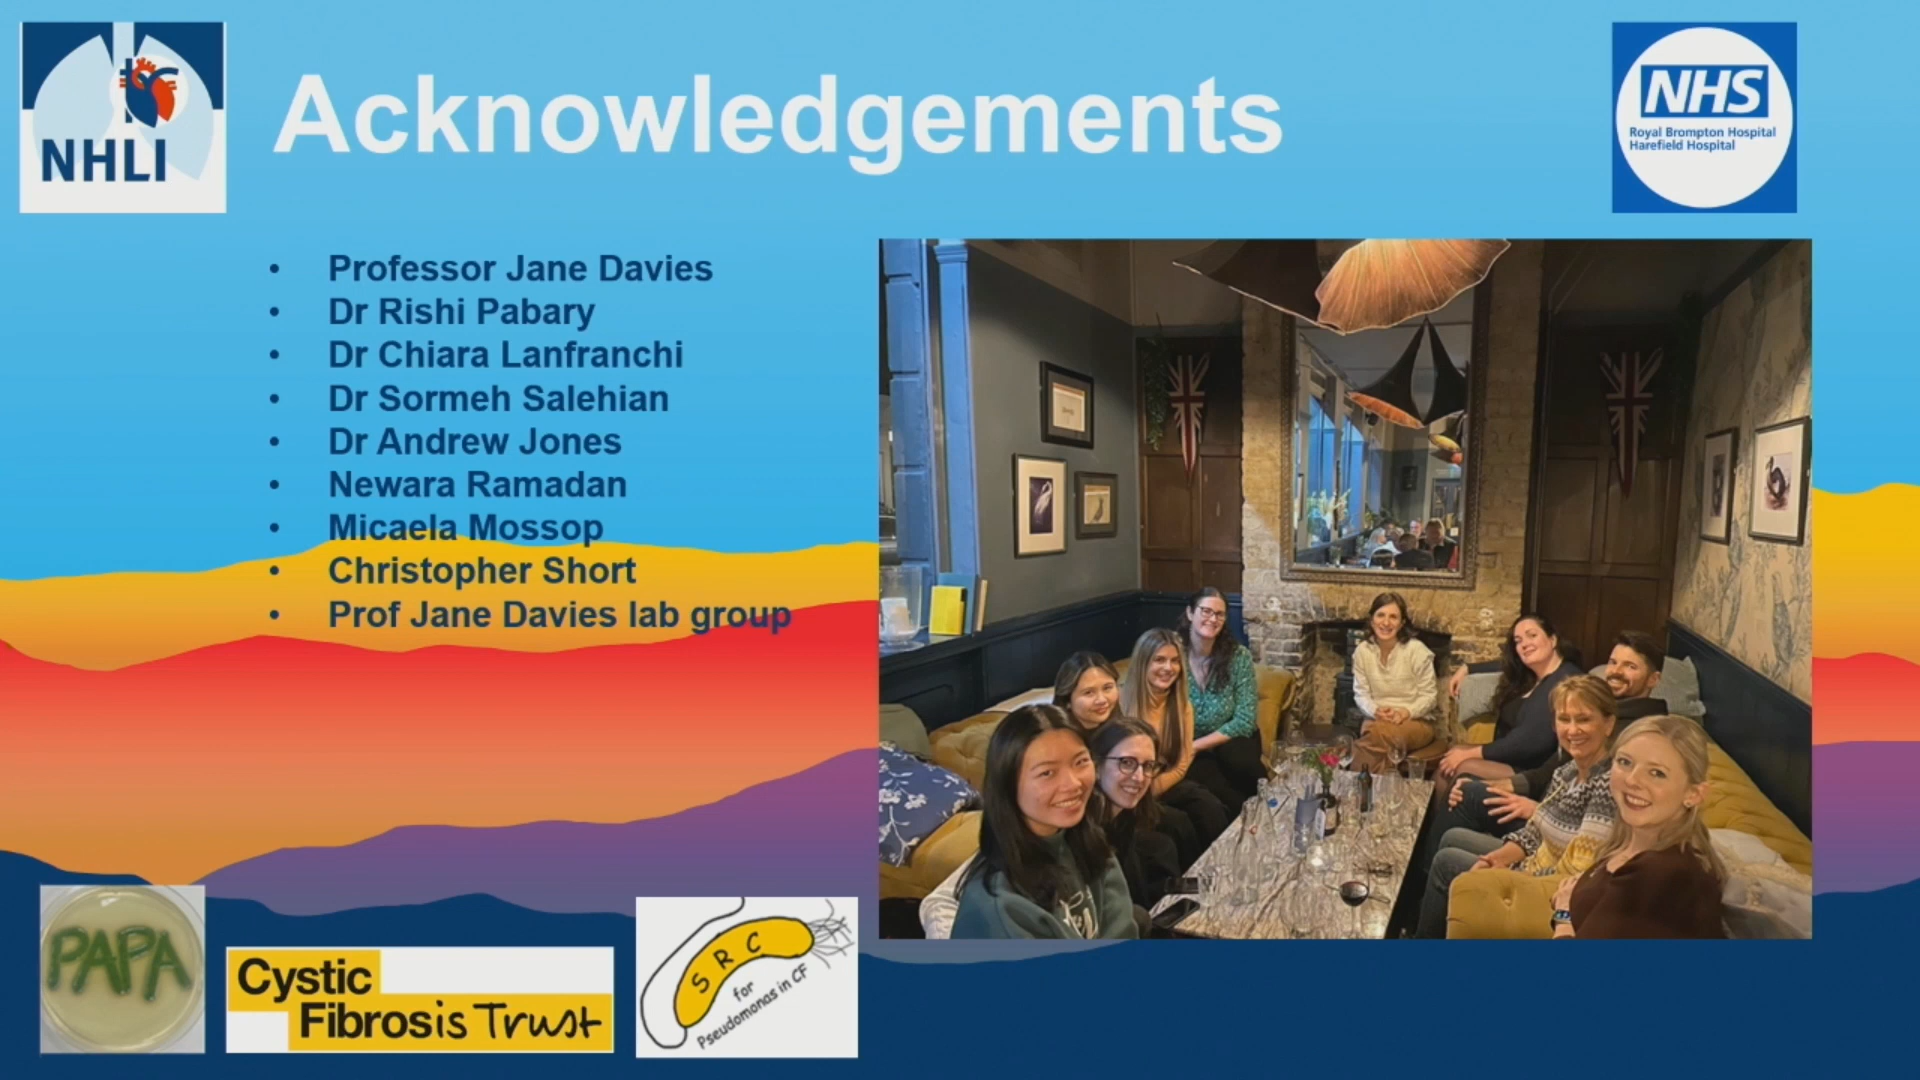 NHLI
Acknowledgements
NHS
Royal Brompton Hospital
Harefield Hospital
• Professor Jane Davies
• Dr Rishi Pabary
• Dr Chiara Lanfranchi
• Dr Sormeh Salehian
• Dr Andrew Jones
• Newara Ramadan
• Micaela Mossop
• Christopher Short
• Prof Jane Davies lab group
PAPA
Cystic
Fibrosis Trust
SRC
for
Pseudomonas in CF